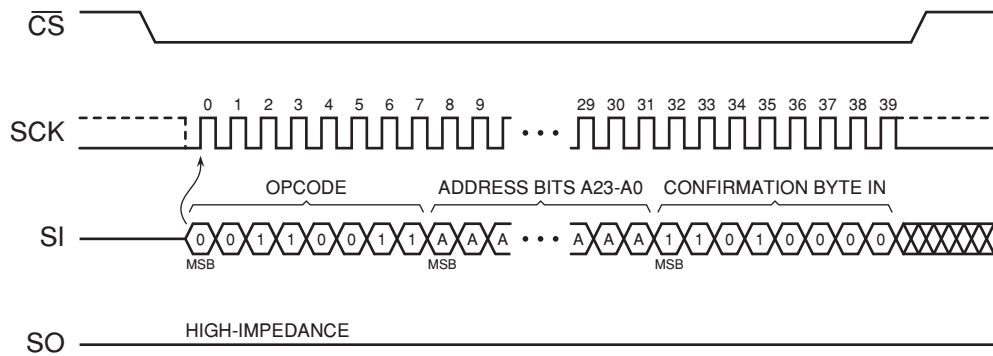 CS
0 1 2 3 4 5 6 7 8 9 29 30 31 32 33 34 35 36 37 38 39
SCK
OPCODE ADDRESS BITS A23-A0 CONFIRMATION BYTE IN
SI 0 0 1 1 0 0 1 1 A A A A A A 1 1 0 1 0 0 0 0
MSB MSB MSB
HIGH-IMPEDANCE
SO